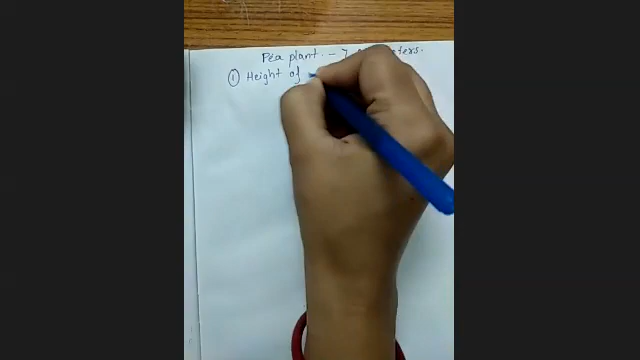 Pea plant. - 7
① Height of